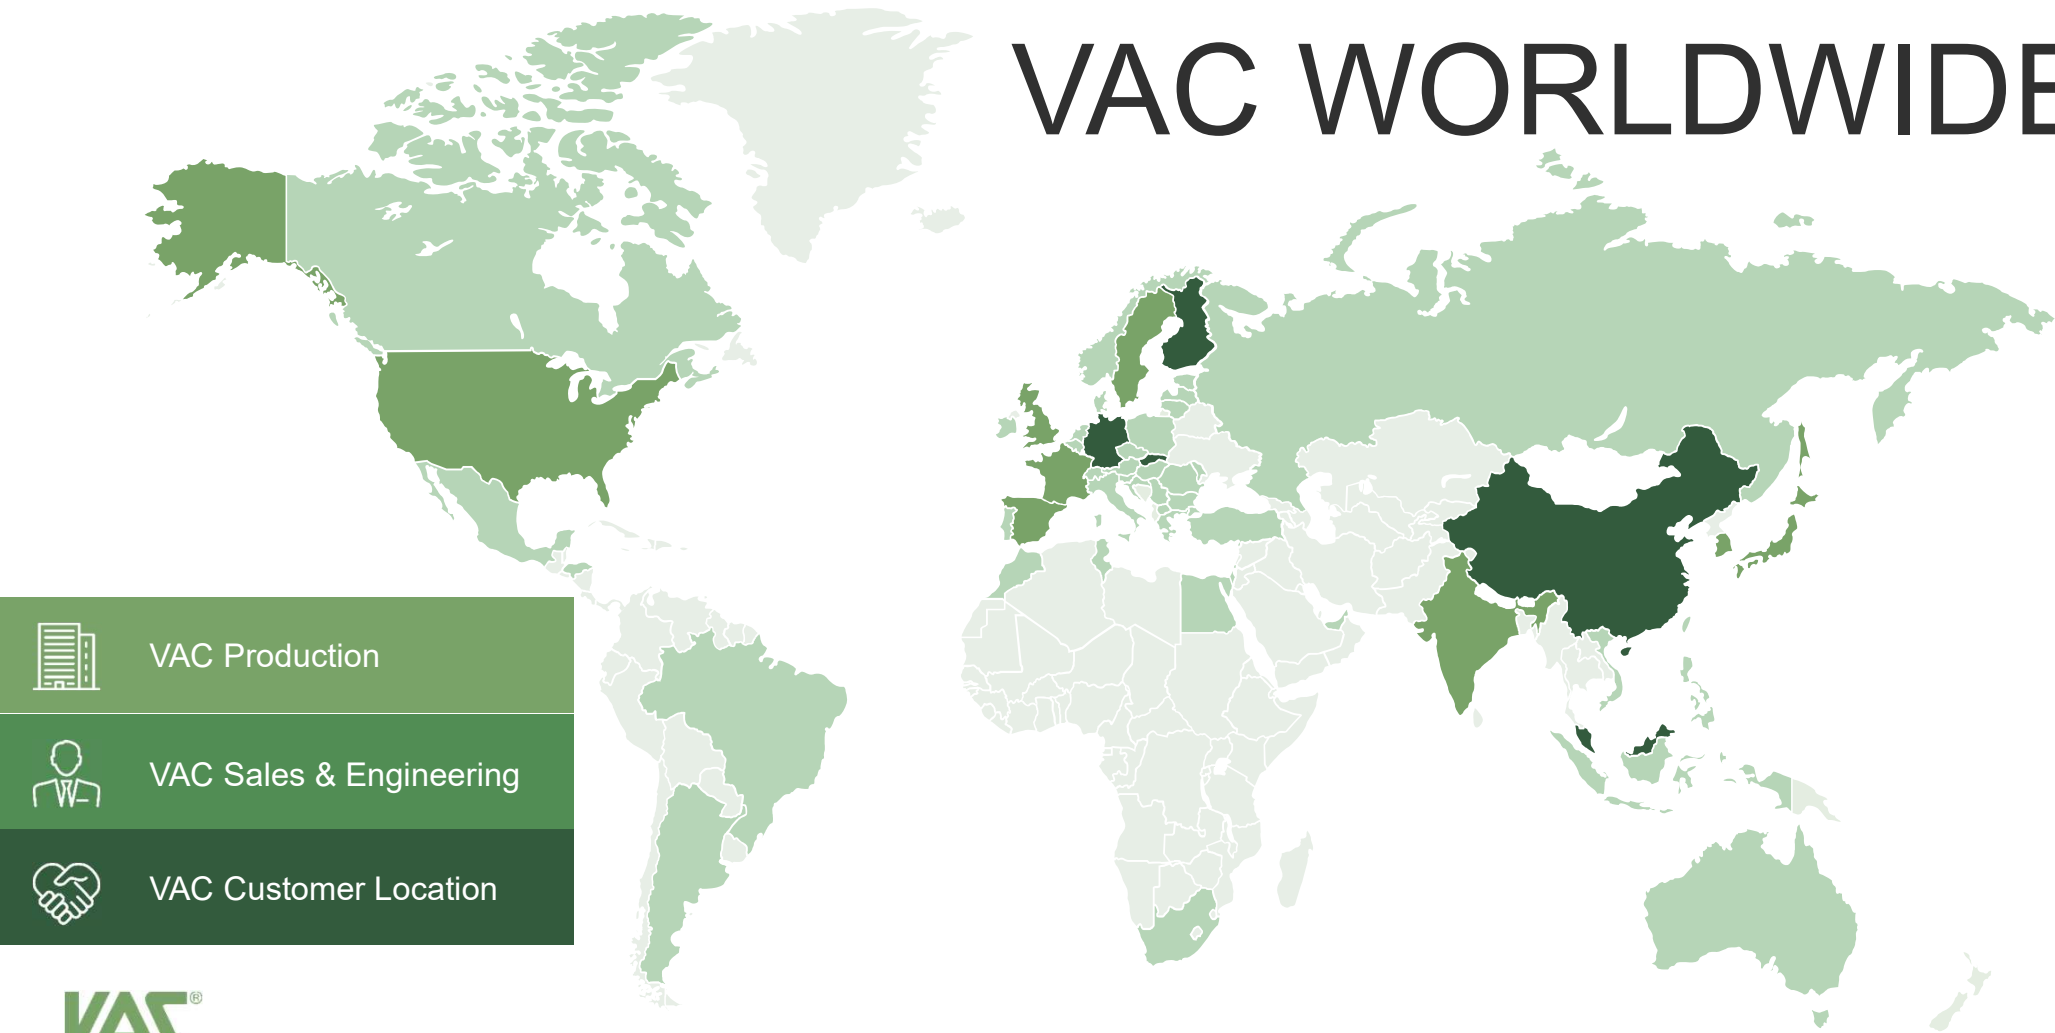 VAC WORLDWIDE
VAC Production
VAC Sales & Engineering
VAC Customer Location
VAC®